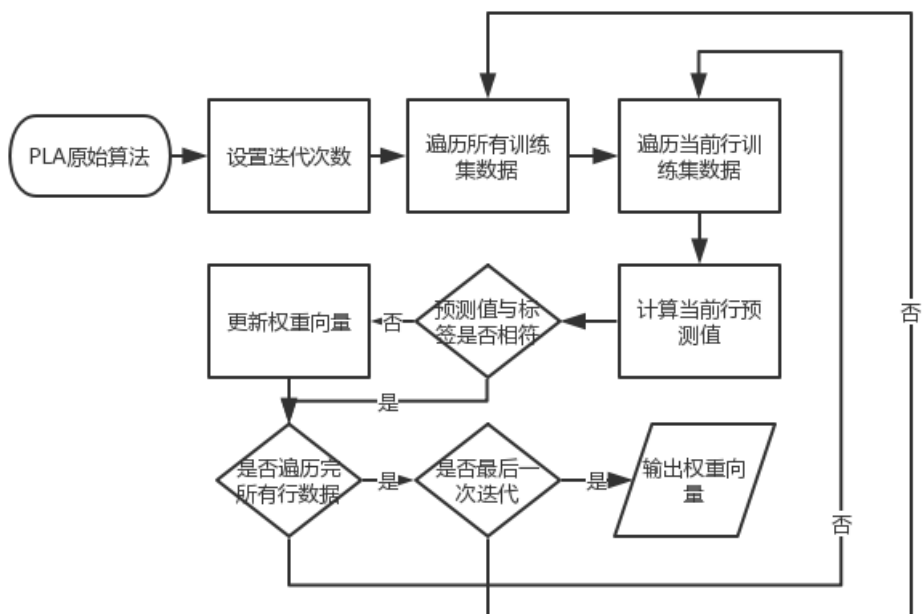 PLA原始算法
设置迭代次数
遍历所有训练
集数据
遍历当前行训
练集数据
更新权重向量
否
预测值与标
签是否相符
计算当前行预
测值
否
是
是否遍历完
所有行数据
是
是否最后一
次迭代
是
输出权重向
量
否